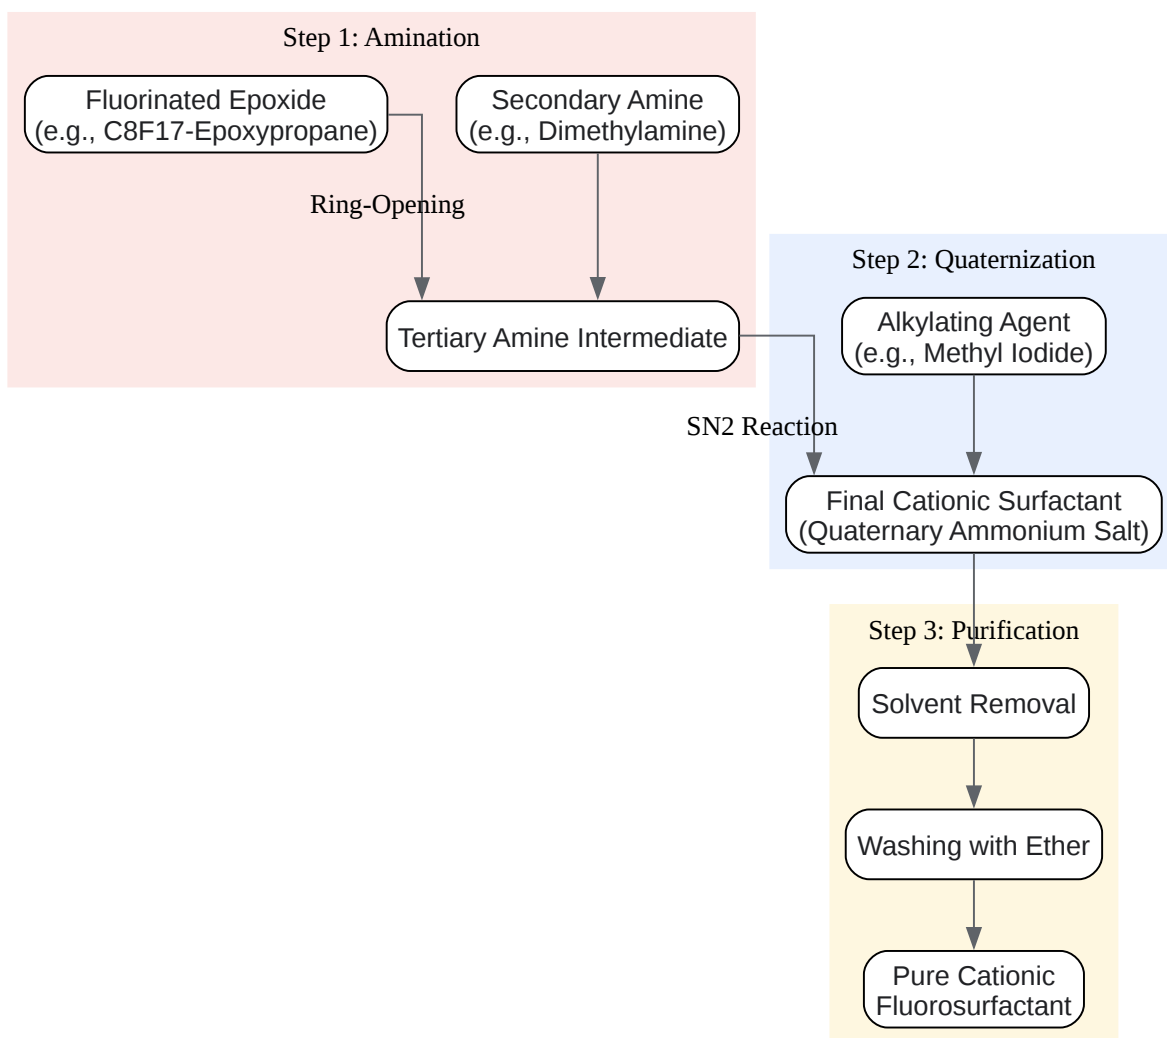 Step 1: Amination
Fluorinated Epoxide
(e.g., C8F17-Epoxypropane)
Secondary Amine
(e.g., Dimethylamine)
Ring-Opening
Tertiary Amine Intermediate
Step 2: Quaternization
Alkylating Agent
(e.g., Methyl Iodide)
SN2 Reaction
Final Cationic Surfactant
(Quaternary Ammonium Salt)
Step 3: Purification
Solvent Removal
Washing with Ether
Pure Cationic
Fluorosurfactant